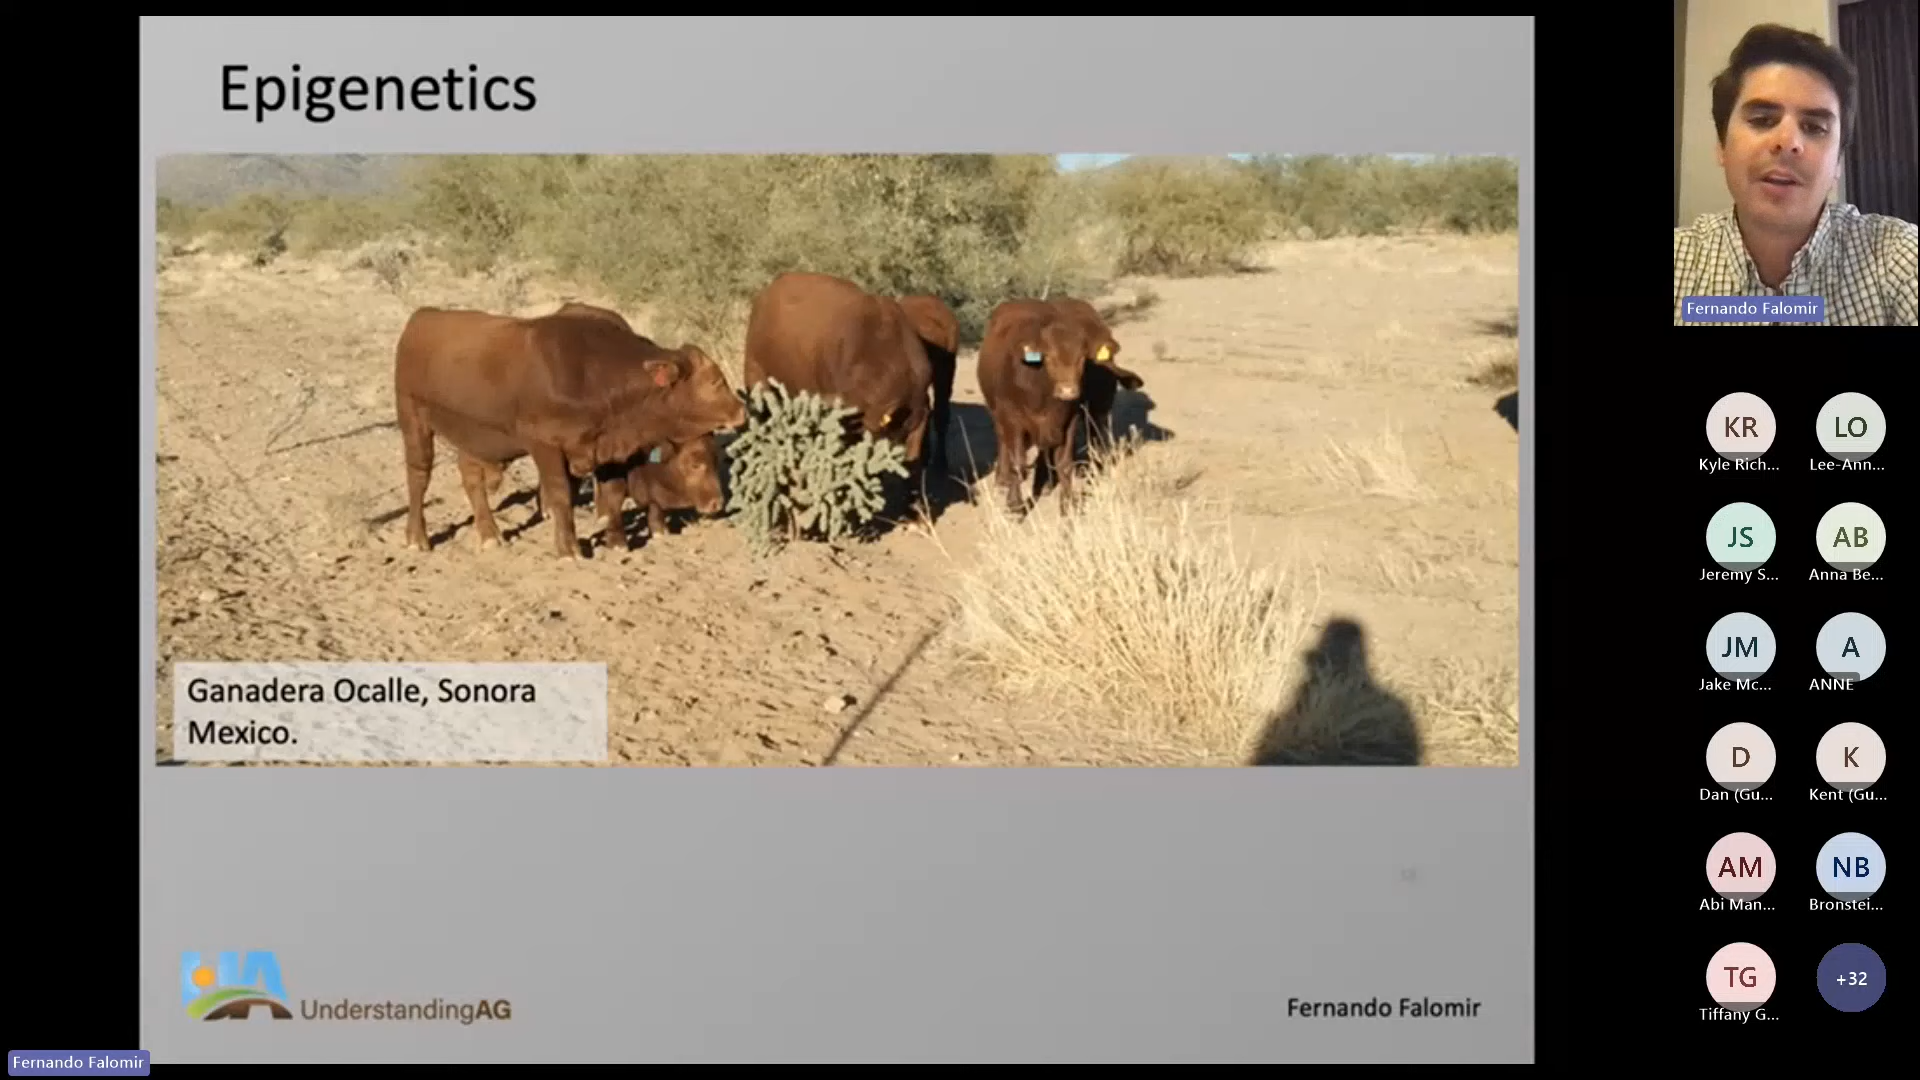 Epigenetics
Ganadera Ocalle, Sonora
Mexico.
UnderstandingAG
Fernando Falomir
Fernando Falomir
Fernando Falomir
KR
Kyle Rich...
LO
Lee-Ann...
JS
Jeremy S...
AB
Anna Be...
JM
Jake Mc...
A
ANNE
D
Dan (Gu...
K
Kent (Gu...
AM
Abi Man...
NB
Bronstei...
TG
Tiffany G...
+32